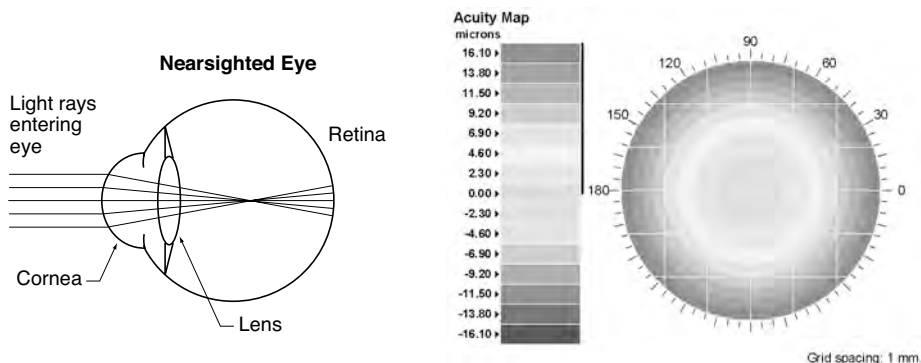 Nearsighted Eye
Light rays
entering
eye
Retina
Cornea
Lens
Acuity Map
microns
16.10
13.80
11.50
9.20
6.90
4.60
2.30
0.00
-2.30
-4.60
-6.90
-9.20
-11.50
-13.80
-16.10
90
120
60
150
30
180
0
Grid spacing: 1 mm